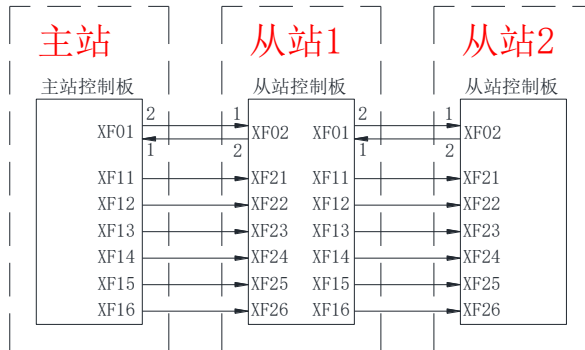 主站 从站1 从站2
主站控制板 从站控制板 从站控制板
2 1 2 1
XF01 XF02 XF01 XF02
1 2 1 2
XF11 XF21 XF11 XF21
XF12 XF22 XF12 XF22
XF13 XF23 XF13 XF23
XF14 XF24 XF14 XF24
XF15 XF25 XF15 XF25
XF16 XF26 XF16 XF26